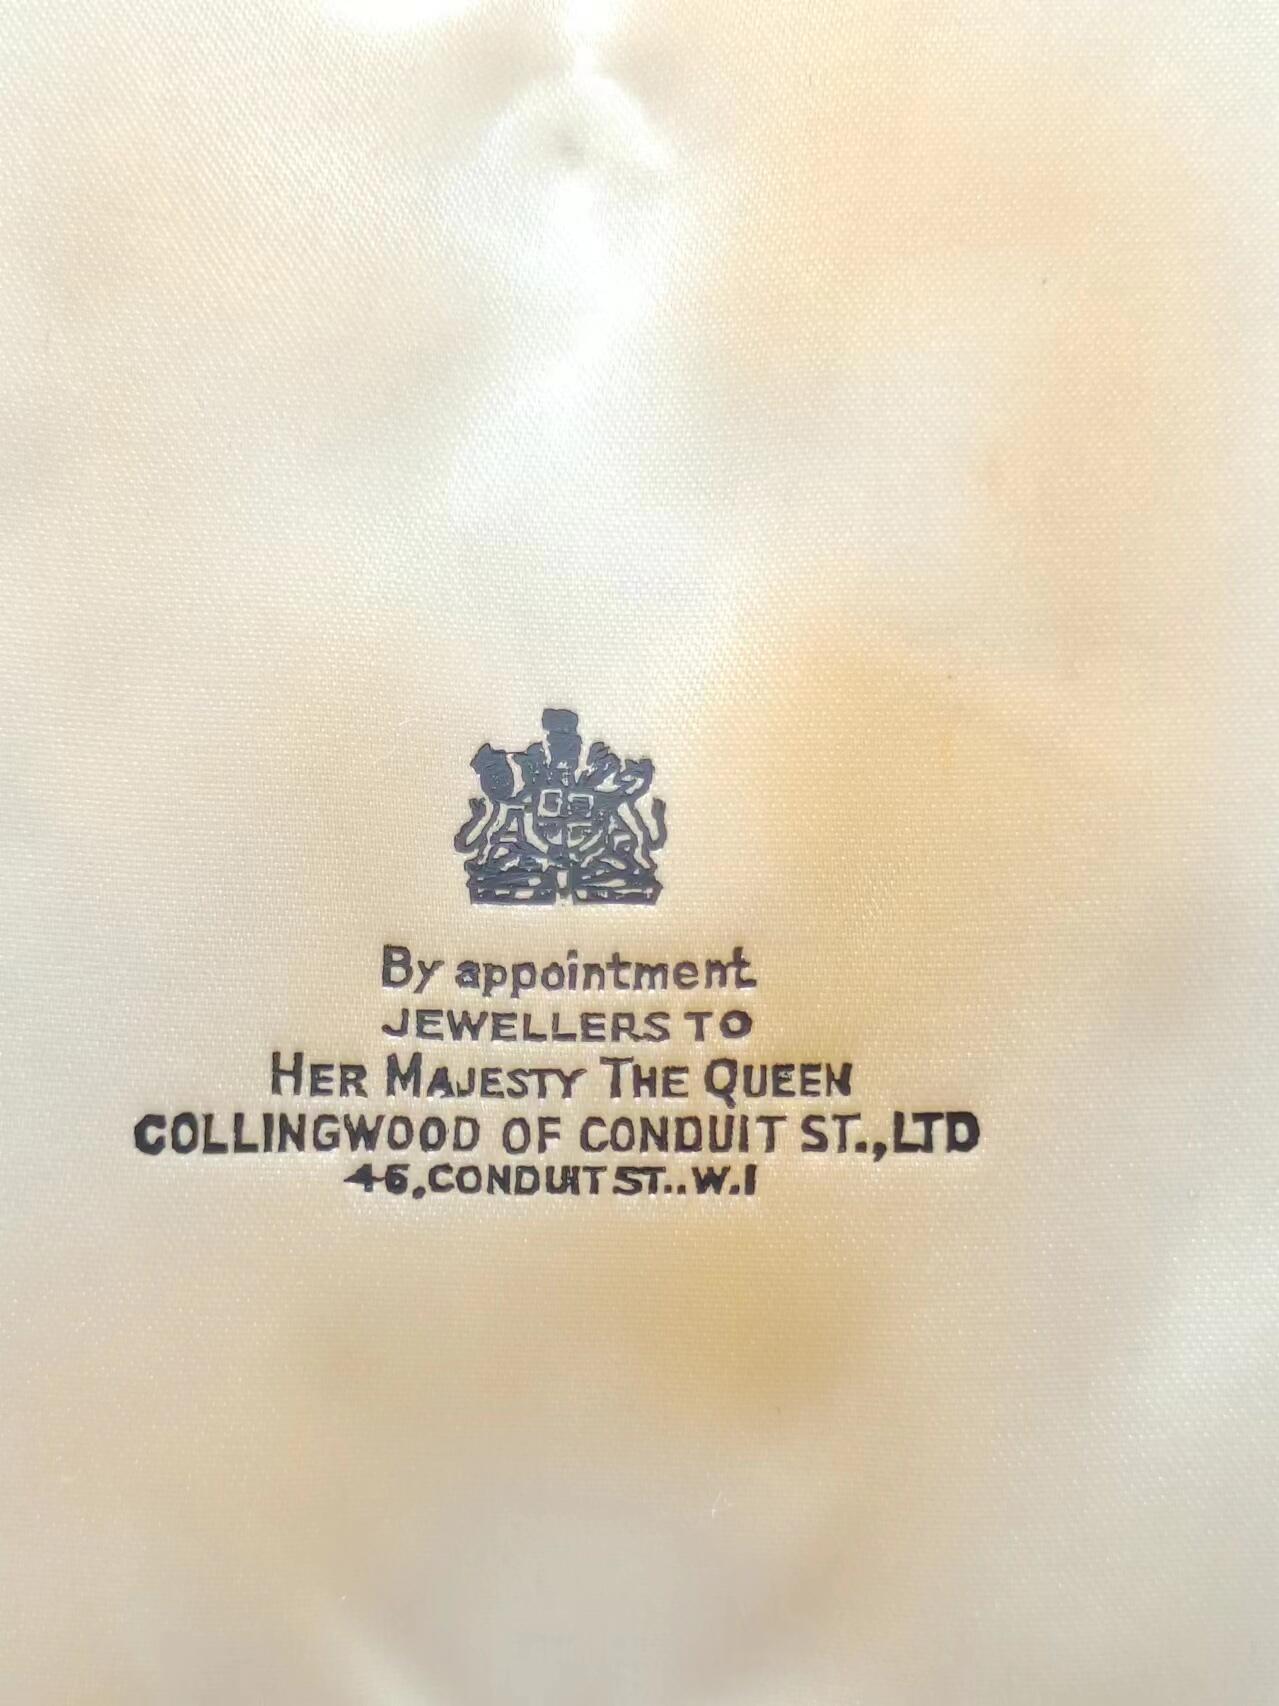 By appointment
JEWELLERS TO
HER MAJESTY THE QUEEN
COLLINGWOOD OF CONDUIT ST.,LTD
46,CONDUIT ST..W.1